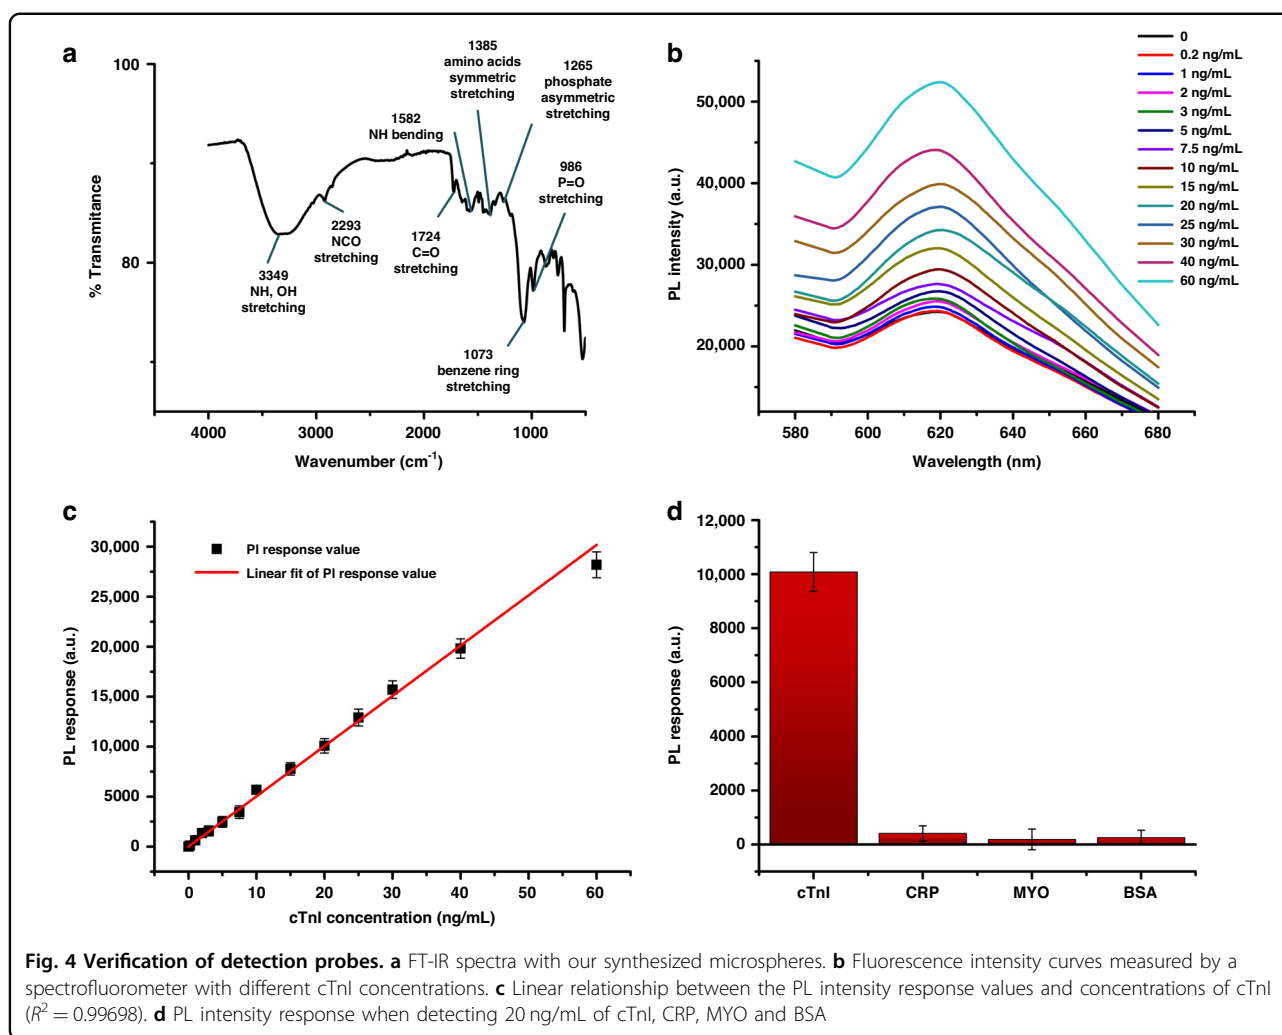 a
100
80
% Transmitance
4000
3000
2000
1000
Wavenumber (cm⁻¹)
3349
NH, OH
stretching
2293
NCO
stretching
1724
C=O
stretching
1582
NH bending
1385
amino acids
symmetric
stretching
1265
phosphate
asymmetric
stretching
986
P=O
stretching
1073
benzene ring
stretching
b
50,000
40,000
30,000
20,000
PL intensity (a.u.)
580
600
620
640
660
680
Wavelength (nm)
0
0.2 ng/mL
1 ng/mL
2 ng/mL
3 ng/mL
5 ng/mL
7.5 ng/mL
10 ng/mL
15 ng/mL
20 ng/mL
25 ng/mL
30 ng/mL
40 ng/mL
60 ng/mL
c
30,000
25,000
20,000
15,000
10,000
5000
0
PL response (a.u.)
PI response value
Linear fit of PI response value
0
10
20
30
40
60
cTnI concentration (ng/mL)
d
12,000
10,000
8000
6000
4000
2000
0
PL response (a.u.)
cTnI
CRP
MYO
BSA
Fig. 4 Verification of detection probes. a FT-IR spectra with our synthesized microspheres. b Fluorescence intensity curves measured by a
spectrofluorometer with different cTnI concentrations. c Linear relationship between the PL intensity response values and concentrations of cTnI
(R² = 0.99698). d PL intensity response when detecting 20 ng/mL of cTnI, CRP, MYO and BSA